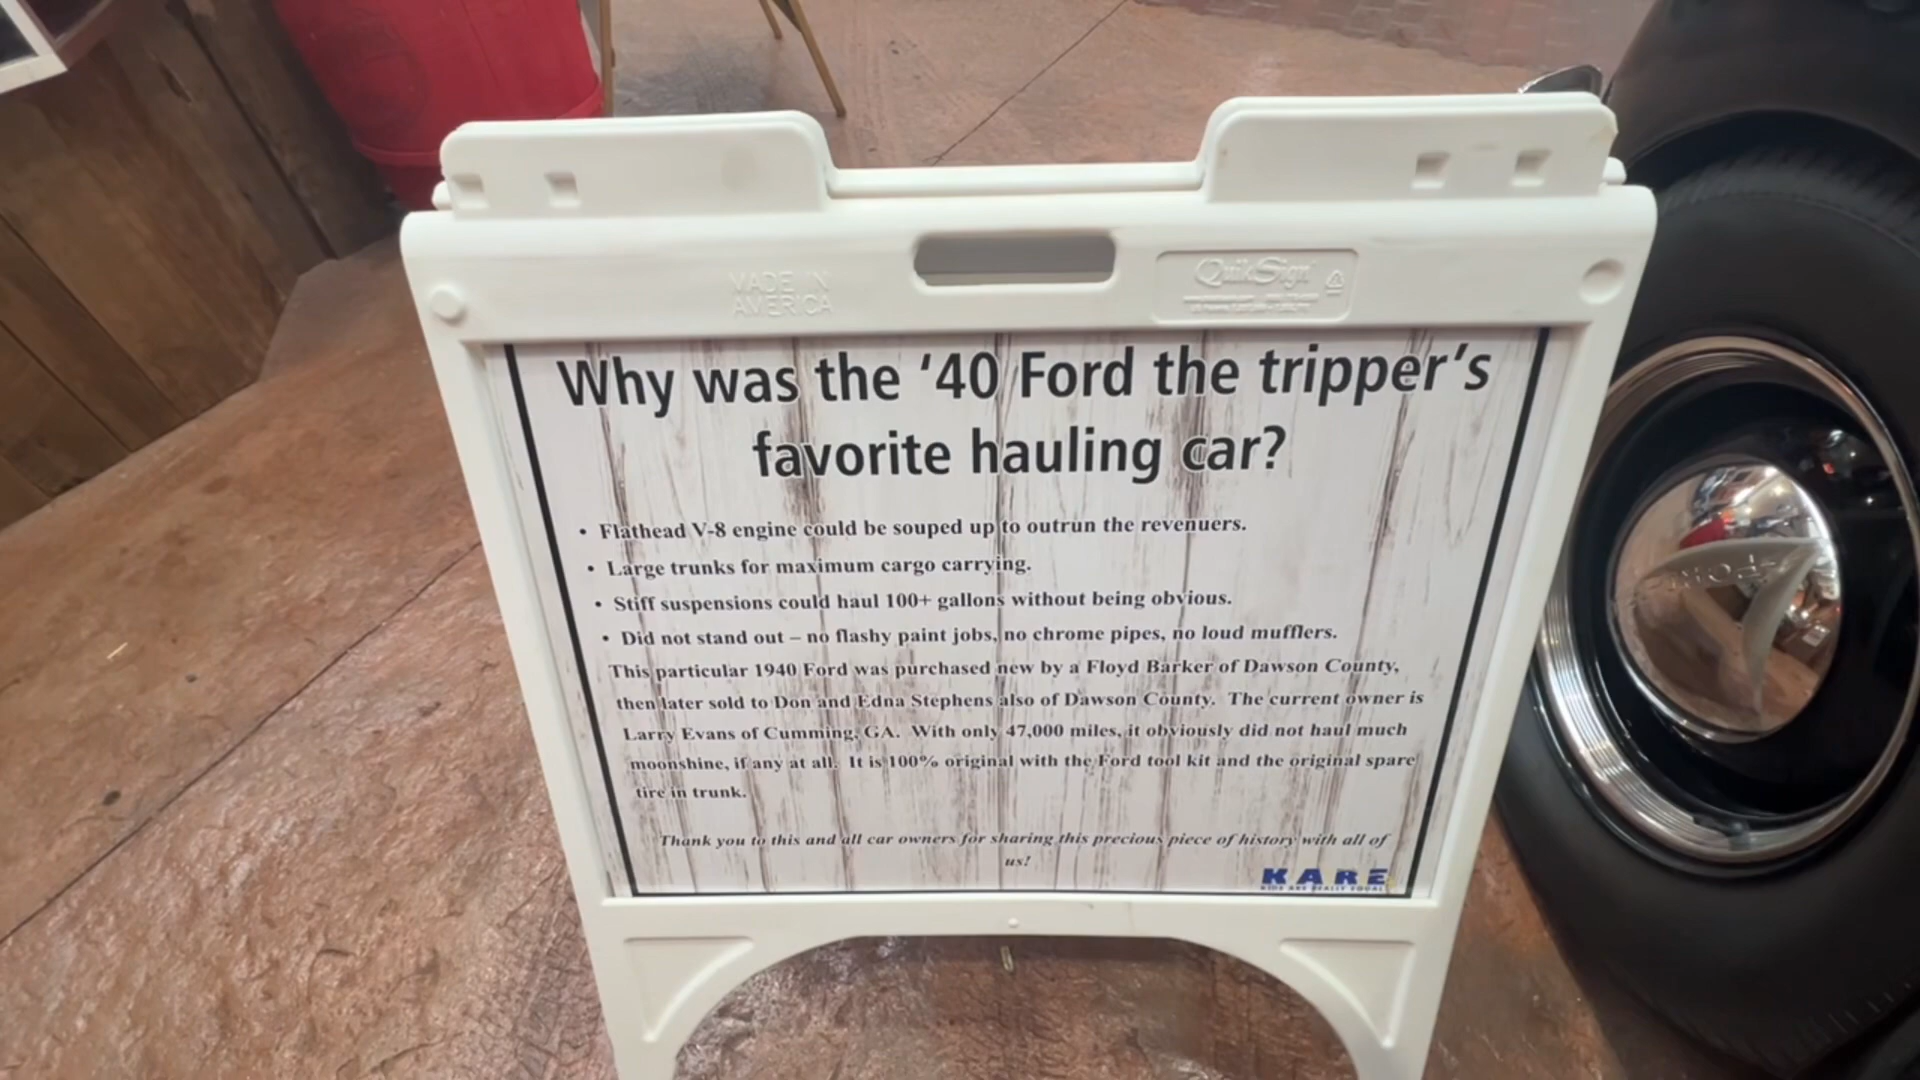 MADE IN
AMERICA
QuikSign
Why was the '40 Ford the tripper's
favorite hauling car?
• Flathead V-8 engine could be souped up to outrun the revenuers.
• Large trunks for maximum cargo carrying.
• Stiff suspensions could haul 100+ gallons without being obvious.
• Did not stand out – no flashy paint jobs, no chrome pipes, no loud mufflers.
This particular 1940 Ford was purchased new by a Floyd Barker of Dawson County,
then later sold to Don and Edna Stephens also of Dawson County. The current owner is
Larry Evans of Cumming, GA. With only 47,000 miles, it obviously did not haul much
moonshine, if any at all. It is 100% original with the Ford tool kit and the original spare
tire in trunk.
Thank you to this and all car owners for sharing this precious piece of history with all of
us!
KARE
KIDS ARE REALLY EQUAL
FORD